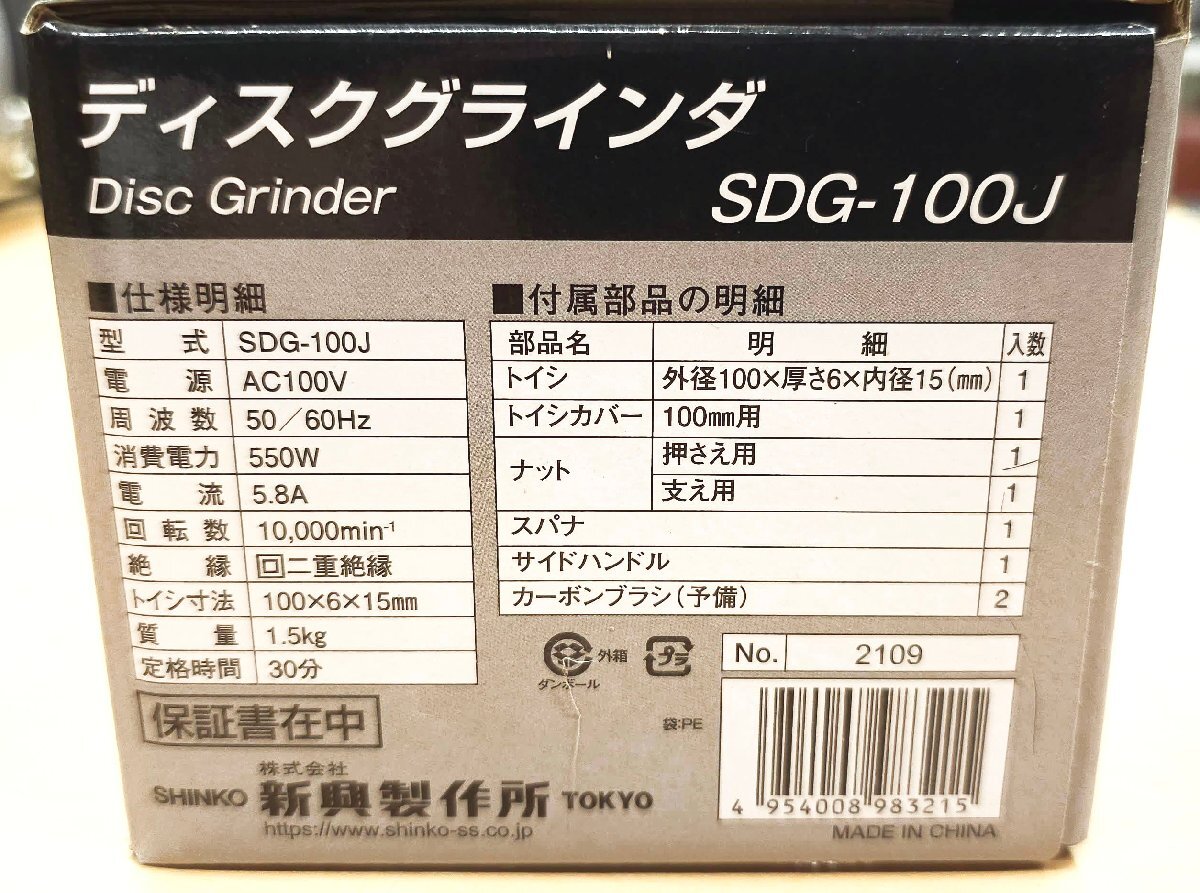 ディスクグラインダ
Disc Grinder SDG-100J
■仕様明細
型式 SDG-100J
電源 AC100V
周波数 50／60Hz
消費電力 550W
電流 5.8A
回転数 10,000min-1
絶縁 回二重絶縁
トイシ寸法 100×6×15mm
質量 1.5kg
定格時間 30分
保証書在中
■付属部品の明細
部品名 明細 入数
トイシ 外径100×厚さ6×内径15(mm) 1
トイシカバー 100mm用 1
ナット 押さえ用 1
支え用 1
スパナ 1
サイドハンドル 1
カーボンブラシ(予備) 2
外箱
ダンボール
プラ
袋:PE
No. 2109
4 954008 983215
MADE IN CHINA
株式会社
SHINKO 新興製作所 TOKYO
https://www.shinko-ss.co.jp